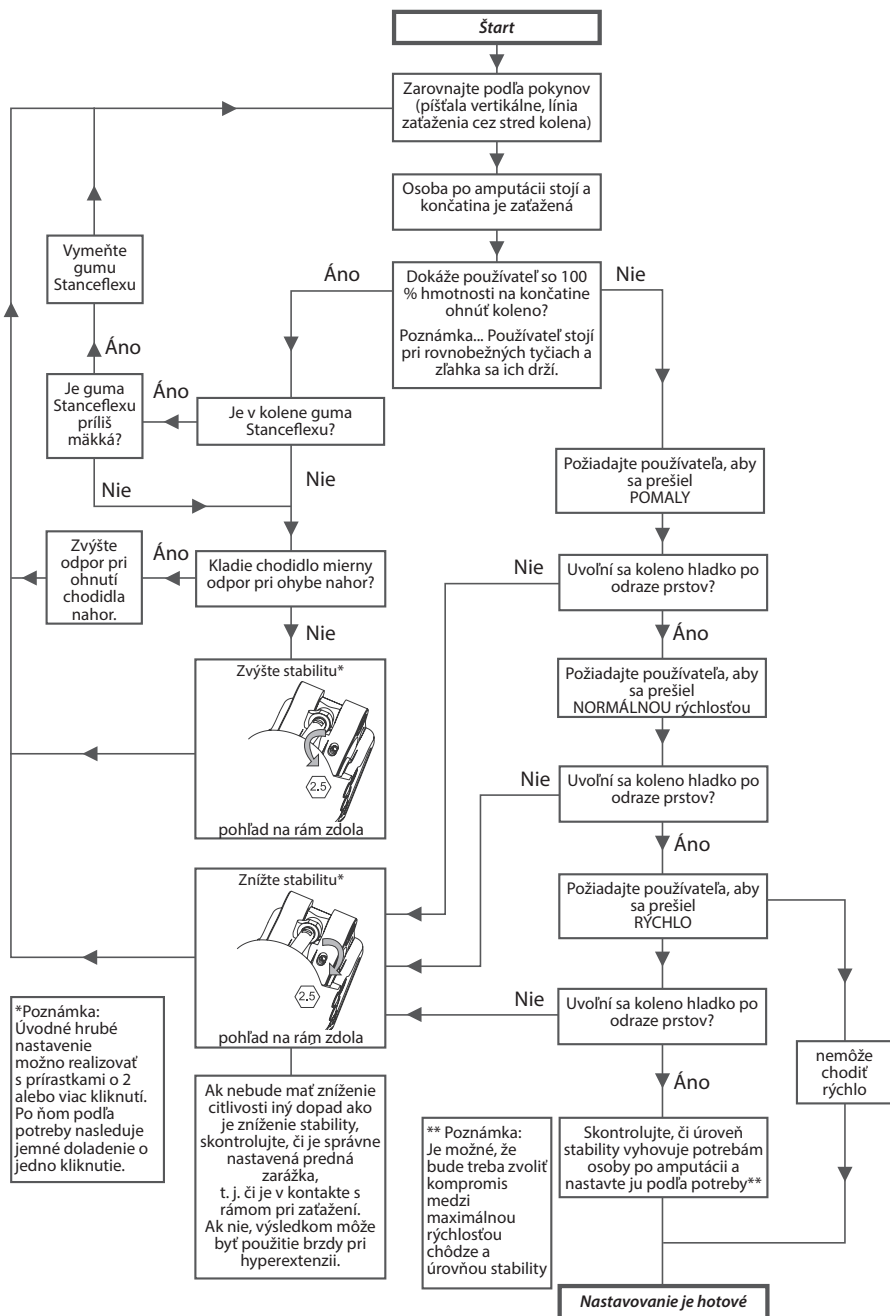 Štart
Zarovnajte podľa pokynov
(píšťala vertikálne, línia
zaťaženia cez stred kolena)
Osoba po amputácii stojí a
končatina je zaťažená
Dokáže používateľ so 100
% hmotnosti na končatine
ohnúť koleno?
Poznámka... Používateľ stojí
pri rovnobežných tyčiach a
zľahka sa ich drží.
Áno
Nie
Vymeňte
gumu
Stanceflexu
Áno
Je guma
Stanceflexu
príliš
mäkká?
Áno
Je v kolene guma
Stanceflexu?
Nie
Nie
Zvýšte
odpor pri
ohnutí
chodidla
nahor.
Áno
Kladie chodidlo mierny
odpor pri ohybe nahor?
Nie
Zvýšte stabilitu*
2.5
pohľad na rám zdola
Znížte stabilitu*
2.5
pohľad na rám zdola
Ak nebude mať zníženie
citlivosti iný dopad ako
je zníženie stability,
skontrolujte, či je správne
nastavená predná
zarážka,
t. j. či je v kontakte s
rámom pri zaťažení.
Ak nie, výsledkom môže
byť použitie brzdy pri
hyperextenzii.
*Poznámka:
Úvodné hrubé
nastavenie
možno realizovať
s prírastkami o 2
alebo viac kliknutí.
Po ňom podľa
potreby nasleduje
jemné doladenie o
jedno kliknutie.
Požiadajte používateľa, aby
sa prešiel
POMALY
Nie
Uvoľní sa koleno hladko po
odraze prstov?
Áno
Požiadajte používateľa, aby
sa prešiel
NORMÁLNOU rýchlosťou
Nie
Uvoľní sa koleno hladko po
odraze prstov?
Áno
Požiadajte používateľa, aby
sa prešiel
RÝCHLO
Nie
Uvoľní sa koleno hladko po
odraze prstov?
nemôže
chodiť
rýchlo
Áno
** Poznámka:
Je možné, že
bude treba zvoliť
kompromis
medzi
maximálnou
rýchlosťou
chôdze a
úrovňou stability
Skontrolujte, či úroveň
stability vyhovuje potrebám
osoby po amputácii a
nastavte ju podľa potreby**
Nastavovanie je hotové